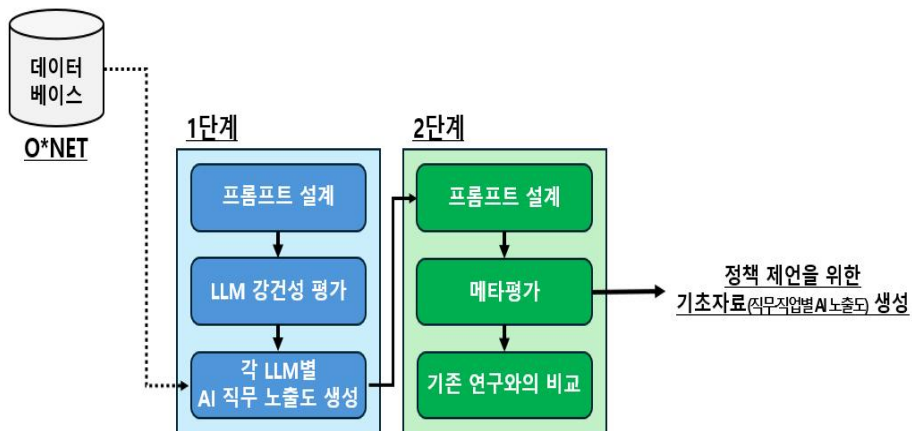 데이터
베이스
O*NET
1단계
프롬프트 설계
LLM 강건성 평가
각 LLM별
AI 직무 노출도 생성
2단계
프롬프트 설계
메타평가
기존 연구와의 비교
정책 제언을 위한
기초자료(직무직업별 AI 노출도) 생성